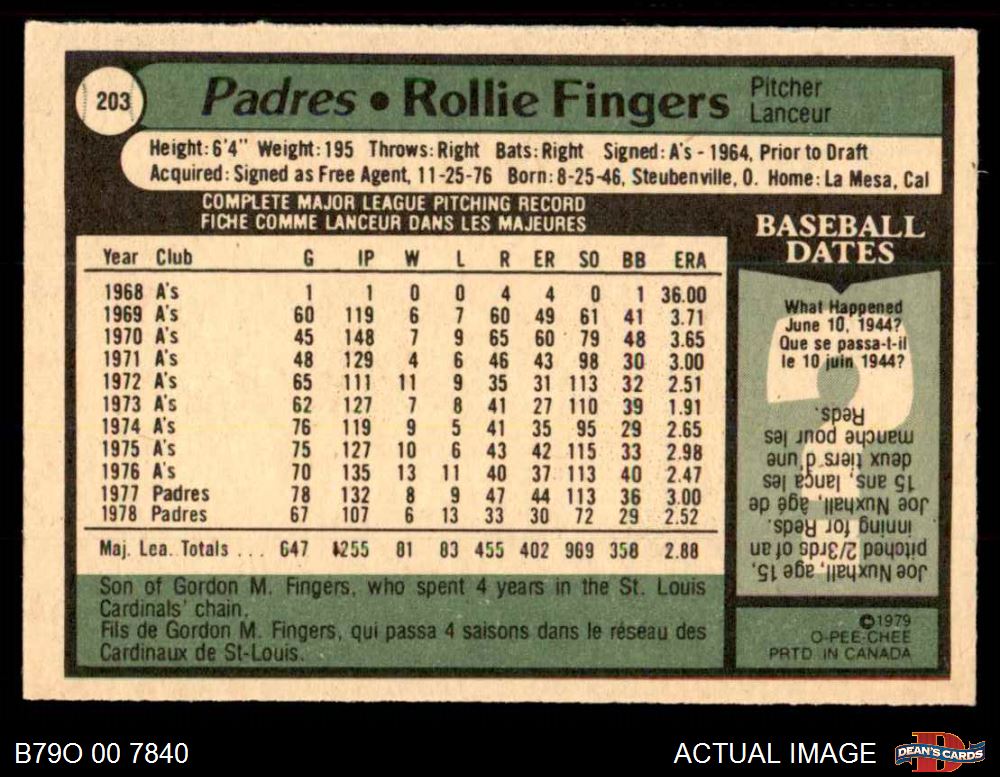 203
Padres • Rollie Fingers
Pitcher
Lanceur
Height: 6'4" Weight: 195 Throws: Right Bats: Right Signed: A's - 1964, Prior to Draft
Acquired: Signed as Free Agent, 11-25-76 Born: 8-25-46, Steubenville, O. Home: La Mesa, Cal
COMPLETE MAJOR LEAGUE PITCHING RECORD
FICHE COMME LANCEUR DANS LES MAJEURES
Year Club G IP W L R ER SO BB ERA
1968 A's 1 1 0 0 4 4 0 1 36.00
1969 A's 60 119 6 7 60 49 61 41 3.71
1970 A's 45 148 7 9 65 60 79 48 3.65
1971 A's 48 129 4 6 46 43 98 30 3.00
1972 A's 65 111 11 9 35 31 113 32 2.51
1973 A's 62 127 7 8 41 27 110 39 1.91
1974 A's 76 119 9 5 41 35 95 29 2.65
1975 A's 75 127 10 6 43 42 115 33 2.98
1976 A's 70 135 13 11 40 37 113 40 2.47
1977 Padres 78 132 8 9 47 44 113 36 3.00
1978 Padres 67 107 6 13 33 30 72 29 2.52
Maj. Lea. Totals ... 647 1255 81 83 455 402 969 358 2.88
Son of Gordon M. Fingers, who spent 4 years in the St. Louis
Cardinals' chain.
Fils de Gordon M. Fingers, qui passa 4 saisons dans le réseau des
Cardinaux de St-Louis.
BASEBALL
DATES
What Happened
June 10, 1944?
Que se passa-t-il
le 10 juin 1944?
Joe Nuxhall, age 15,
pitched 2/3rds of an
inning for Reds.
Joe Nuxhall, âgé de
15 ans, lança les
deux tiers d'une
manche pour les
Reds.
©1979
O-PEE-CHEE
PRTD. IN CANADA
B79O 00 7840
ACTUAL IMAGE
DEAN'S CARDS